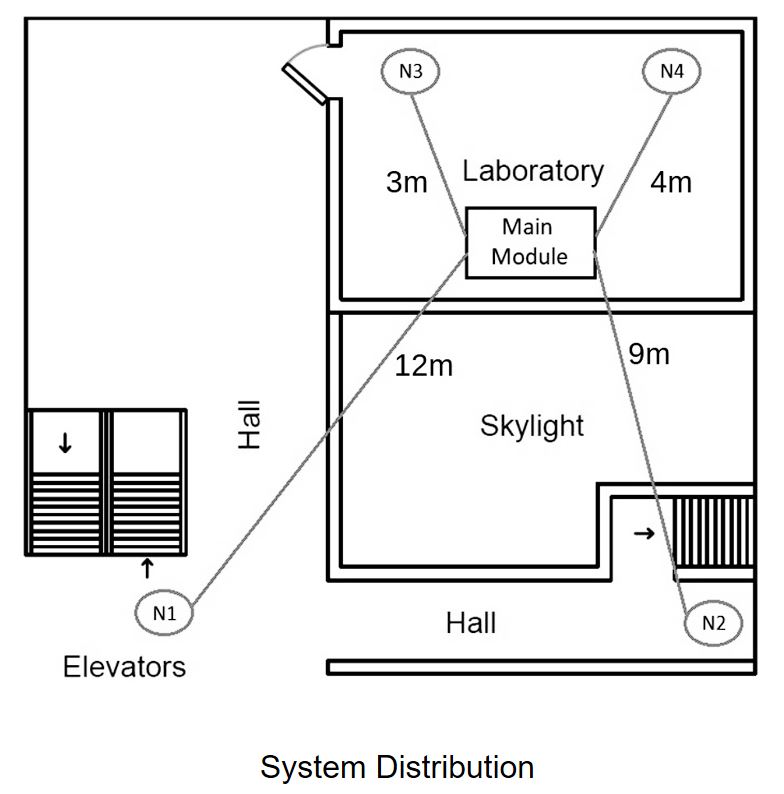 N3
N4
3m
Laboratory
4m
Main
Module
12m
9m
Hall
Skylight
N1
Hall
N2
Elevators
System Distribution